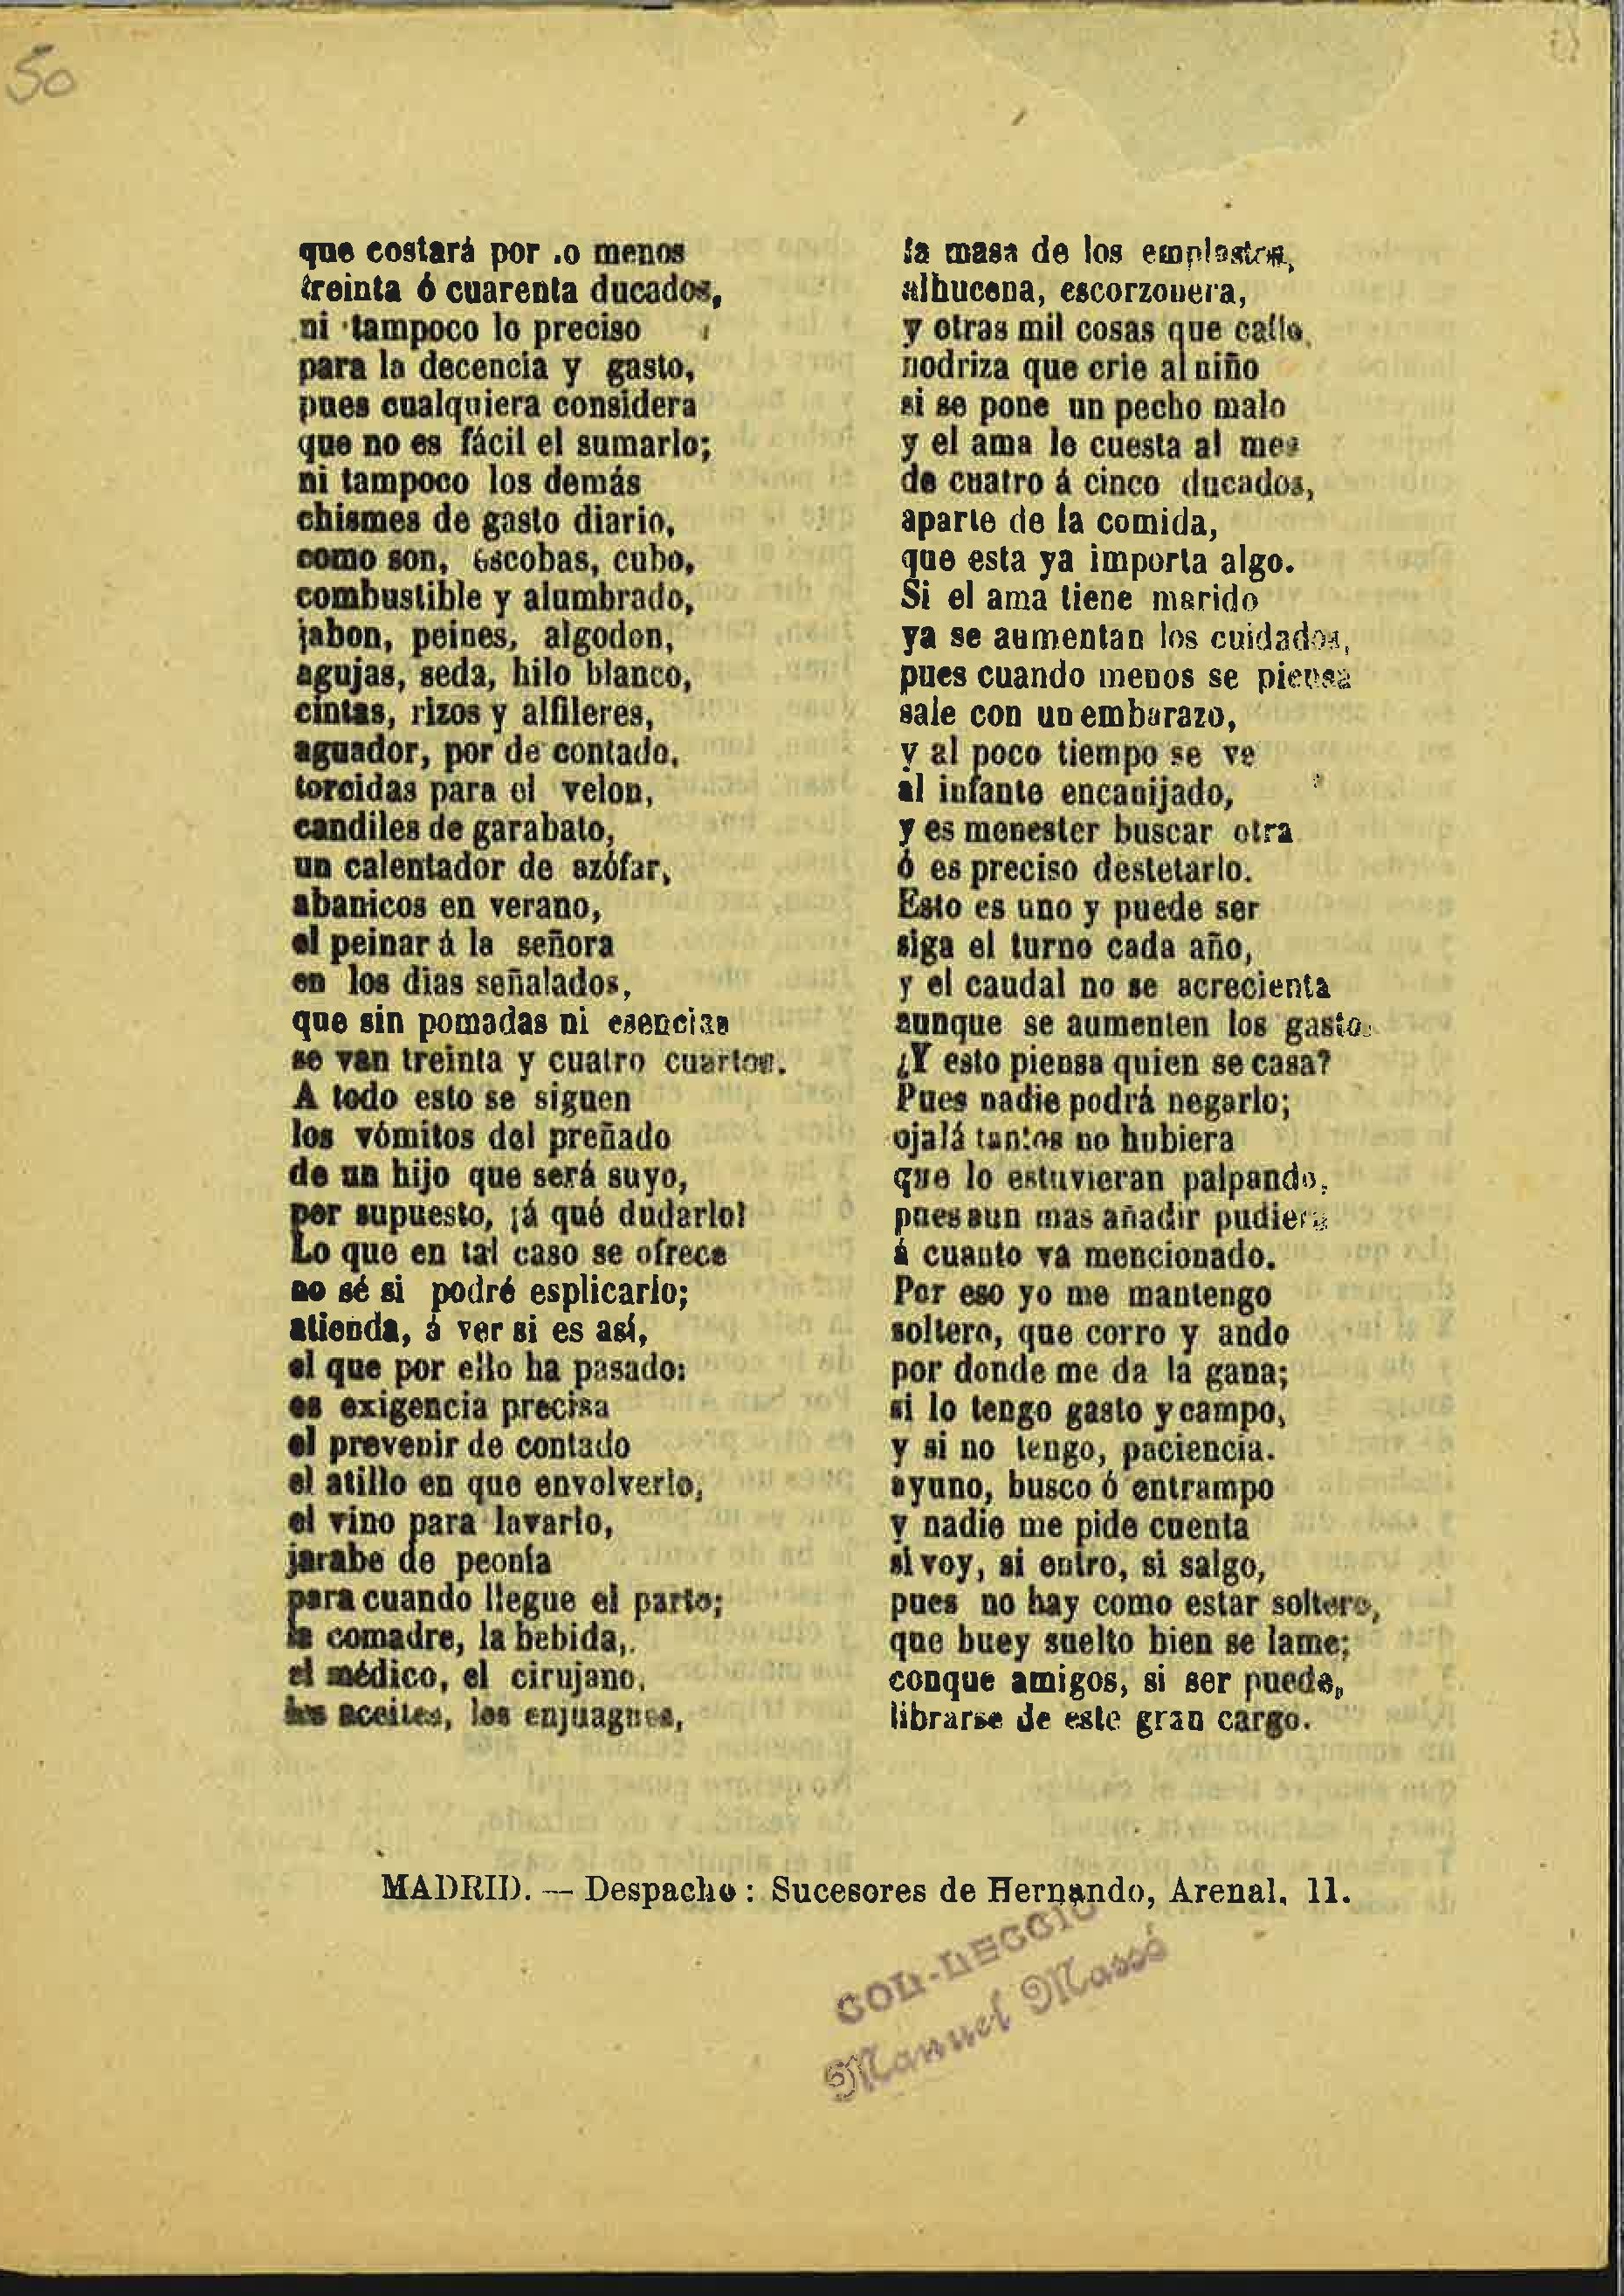 50
que costará por lo menos
treinta ó cuarenta ducados,
ni tampoco lo preciso
para la decencia y gasto,
pues cualquiera considera
que no es fácil el sumarlo;
ni tampoco los demás
chismes de gasto diario,
como son, escobas, cubo,
combustible y alumbrado,
jabon, peines, algodon,
agujas, seda, hilo blanco,
cintas, rizos y alfileres,
aguador, por de contado,
torcidas para el velon,
candiles de garabato,
un calentador de azófar,
abanicos en verano,
el peinar á la señora
en los dias señalados,
que sin pomadas ni esencias
se van treinta y cuatro cuartos.
A todo esto se siguen
los vómitos del preñado
de un hijo que será suyo,
por supuesto, ¡á qué dudarlo!
Lo que en tal caso se ofrece
no sé si podré esplicarlo;
atienda, á ver si es así,
el que por ello ha pasado:
es exigencia precisa
el prevenir de contado
el atillo en que envolverlo,
el vino para lavarlo,
jarabe de peonía
para cuando llegue el parto;
la comadre, la bebida,
el médico, el cirujano,
los aceites, los enjuagues,
la masa de los emplastos,
alhucena, escorzonera,
y otras mil cosas que callo,
nodriza que crie al niño
si se pone un pecho malo
y el ama le cuesta al mes
de cuatro á cinco ducados,
aparte de la comida,
que esta ya importa algo.
Si el ama tiene marido
ya se aumentan los cuidados,
pues cuando menos se piensa
sale con un embarazo,
y al poco tiempo se ve
al infante encanijado,
y es menester buscar otra
ó es preciso destetarlo.
Esto es uno y puede ser
siga el turno cada año,
y el caudal no se acrecienta
aunque se aumenten los gastos.
¿Y esto piensa quien se casa?
Pues nadie podrá negarlo;
ojalá tantos no hubiera
que lo estuvieran palpando,
pues aun mas añadir pudiera
á cuanto va mencionado.
Por eso yo me mantengo
soltero, que corro y ando
por donde me da la gana;
si lo tengo gasto y campo,
y si no tengo, paciencia.
ayuno, busco ó entrampo
y nadie me pide cuenta
si voy, si entro, si salgo,
pues no hay como estar soltero,
que buey suelto bien se lame;
conque amigos, si ser puede,
librarse de este gran cargo.
MADRID. — Despacho: Sucesores de Hernando, Arenal, 11.
COL·LECCIÓ
Manuel Massó